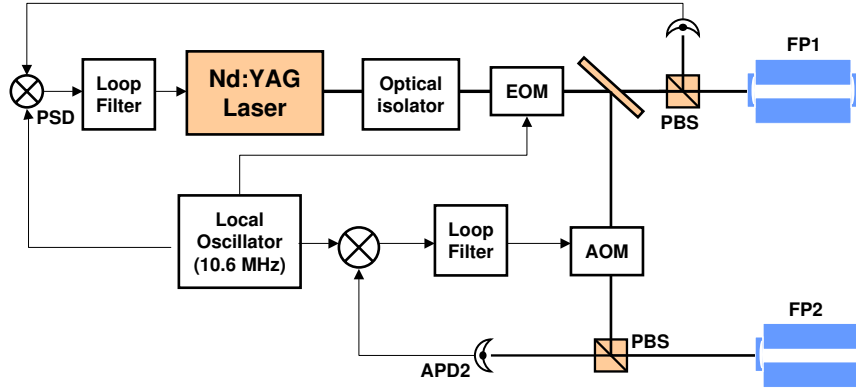 FP1
Loop
Filter
Nd:YAG
Laser
Optical
isolator
EOM
PSD
PBS
Local
Oscillator
(10.6 MHz)
Loop
Filter
AOM
FP2
PBS
APD2